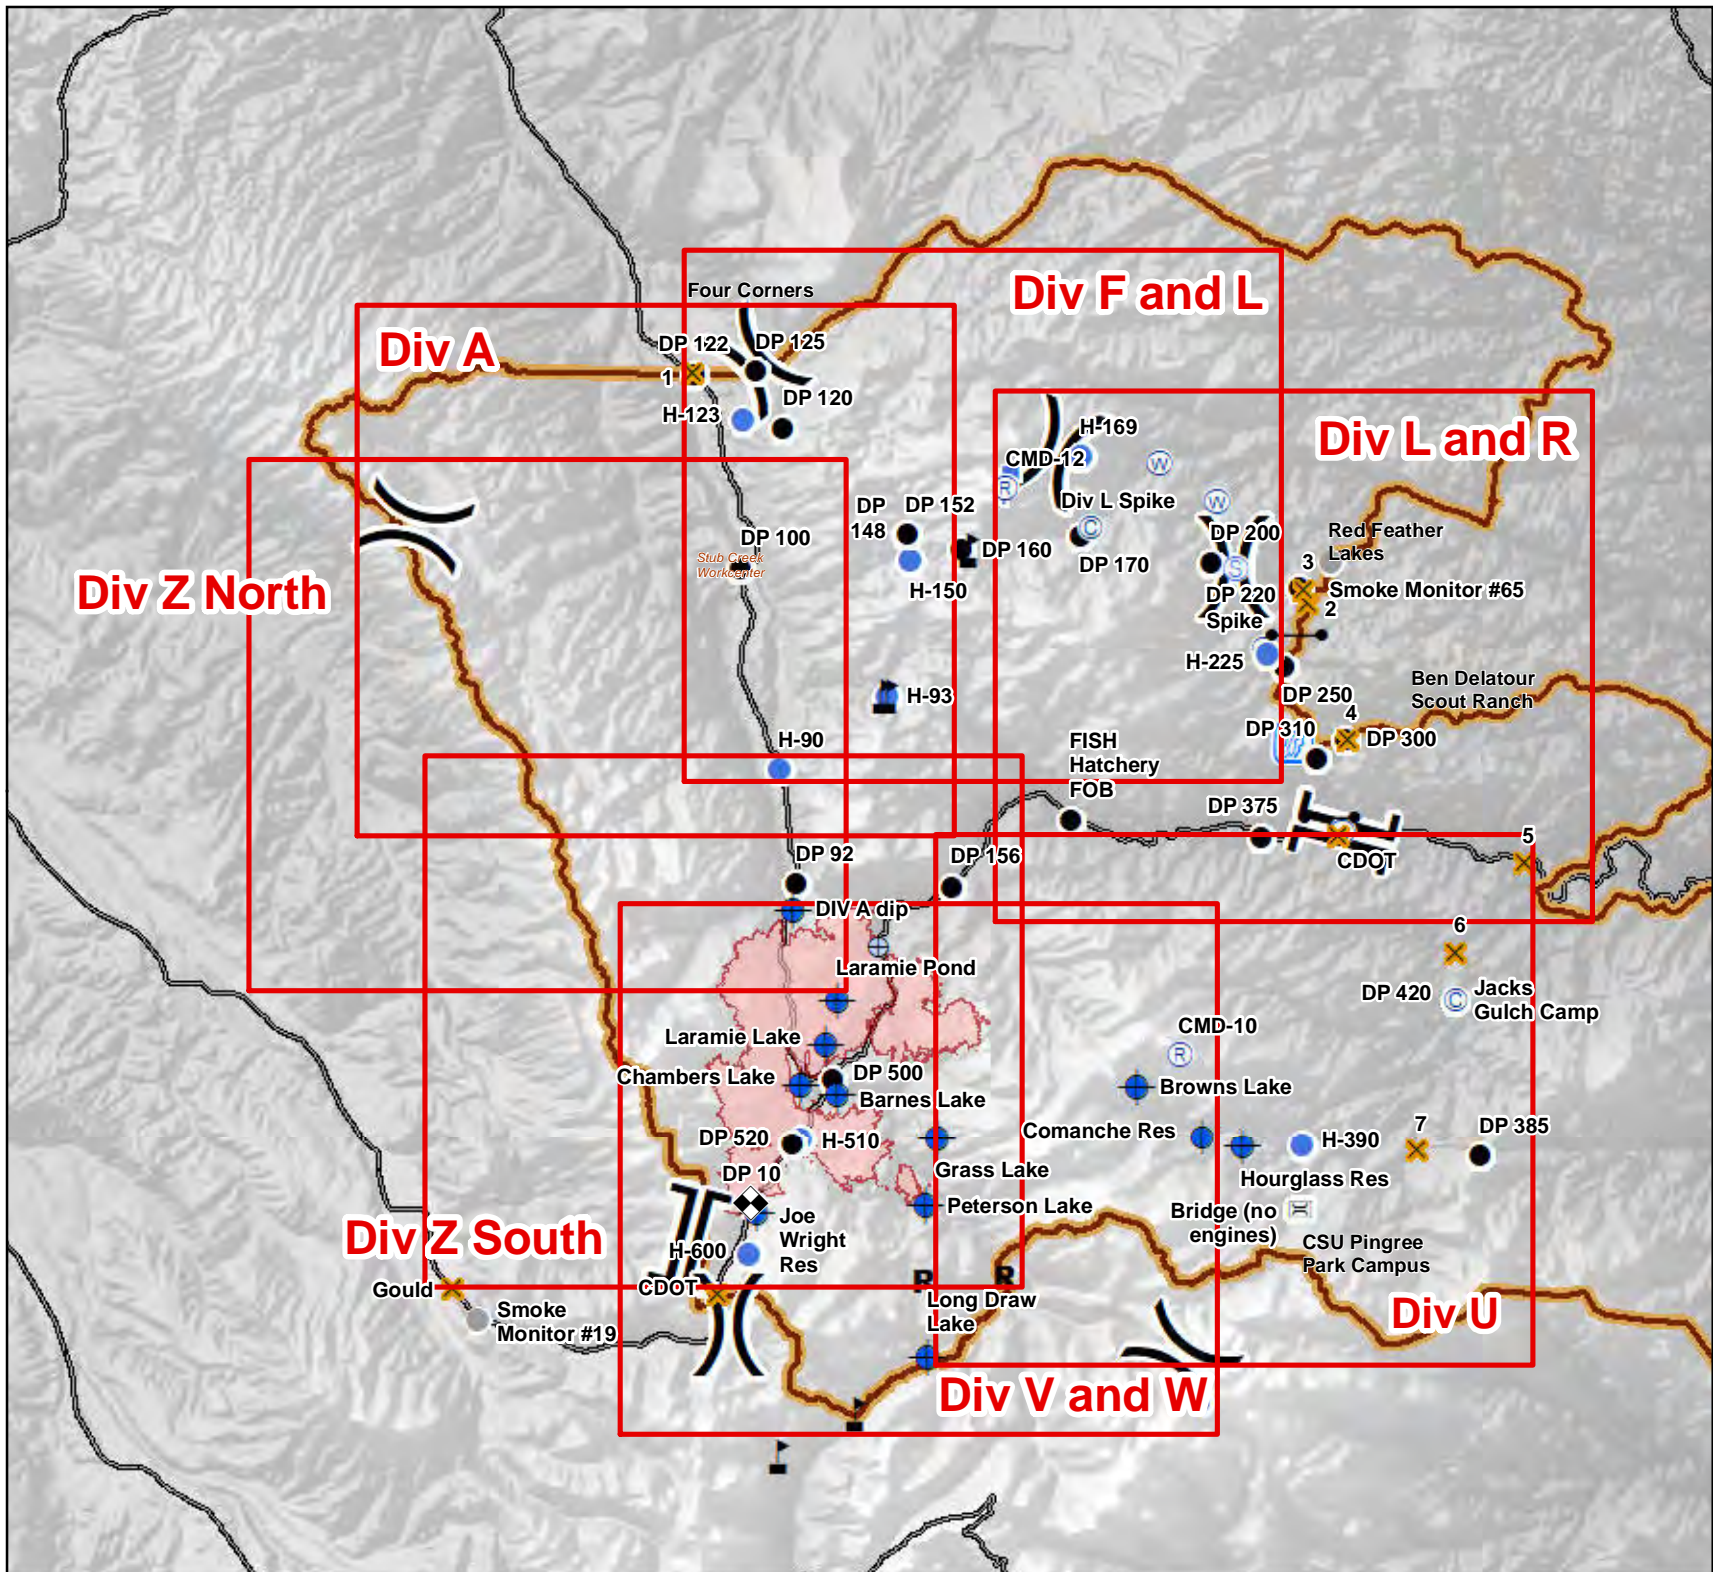 Div F and L
Four Corners
Div A
DP 122
DP 125
1
DP 120
H-123
H-169
Div L and R
CMD-12
R
W
Div L Spike
W
DP
148
DP 152
C
DP 100
Stub Creek
Workcenter
DP 160
DP 170
DP 200
Red Feather
Lakes
S
3
H-150
DP 220
Spike
Smoke Monitor #65
2
Div Z North
H-225
H-93
DP 250
Ben Delatour
Scout Ranch
4
DP 310
DP 300
H-90
FISH
Hatchery
FOB
DP 375
5
CDOT
DP 92
DP 156
DIV A dip
6
Laramie Pond
DP 420
C
Jacks
Gulch Camp
Laramie Lake
CMD-10
R
Chambers Lake
DP 500
Barnes Lake
Browns Lake
DP 520
H-510
Comanche Res
H-390
7
DP 385
DP 10
Grass Lake
Hourglass Res
Joe
Wright
Res
Peterson Lake
Bridge (no
engines)
Div Z South
H-600
CSU Pingree
Park Campus
Gould
CDOT
R
R
Long Draw
Lake
Smoke
Monitor #19
Div U
Div V and W